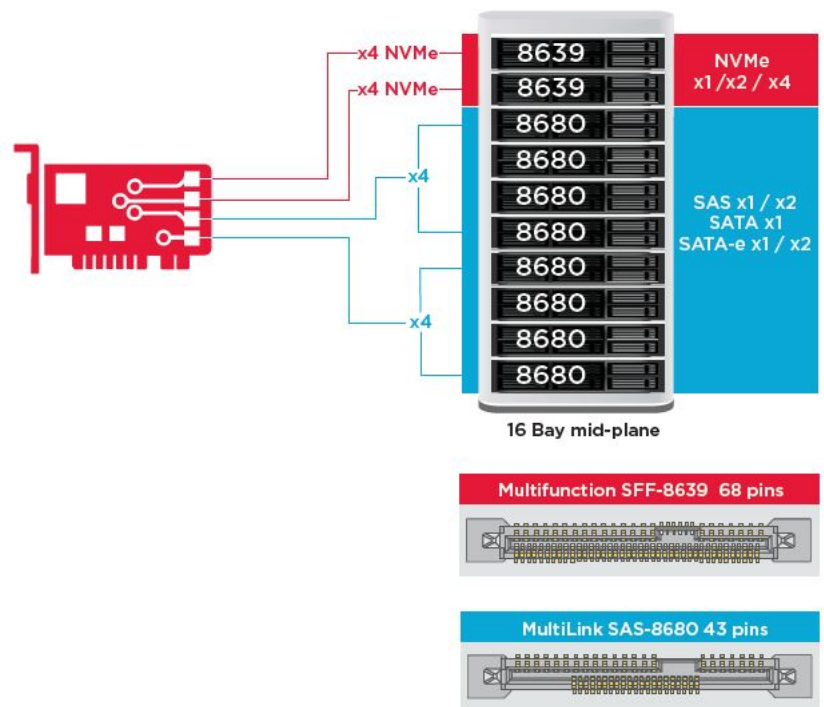 x4 NVMe
x4 NVMe
x4
x4
8639
8639
8680
8680
8680
8680
8680
8680
8680
8680
NVMe
x1 /x2 / x4
SAS x1 / x2
SATA x1
SATA-e x1 / x2
16 Bay mid-plane
Multifunction SFF-8639 68 pins
MultiLink SAS-8680 43 pins